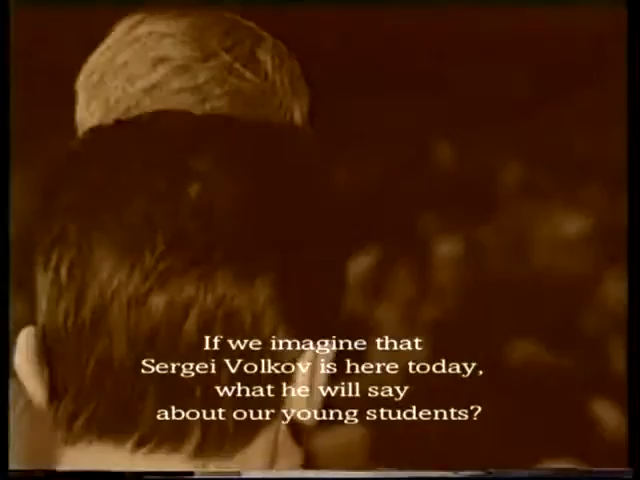 If we imagine that
Sergei Volkov is here today,
what he will say
about our young students?